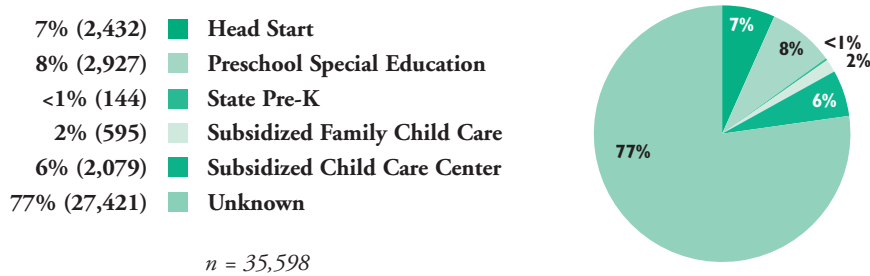 7% (2,432) Head Start
8% (2,927) Preschool Special Education
<1% (144) State Pre-K
2% (595) Subsidized Family Child Care
6% (2,079) Subsidized Child Care Center
77% (27,421) Unknown
n = 35,598
7%
8%
<1%
2%
6%
77%